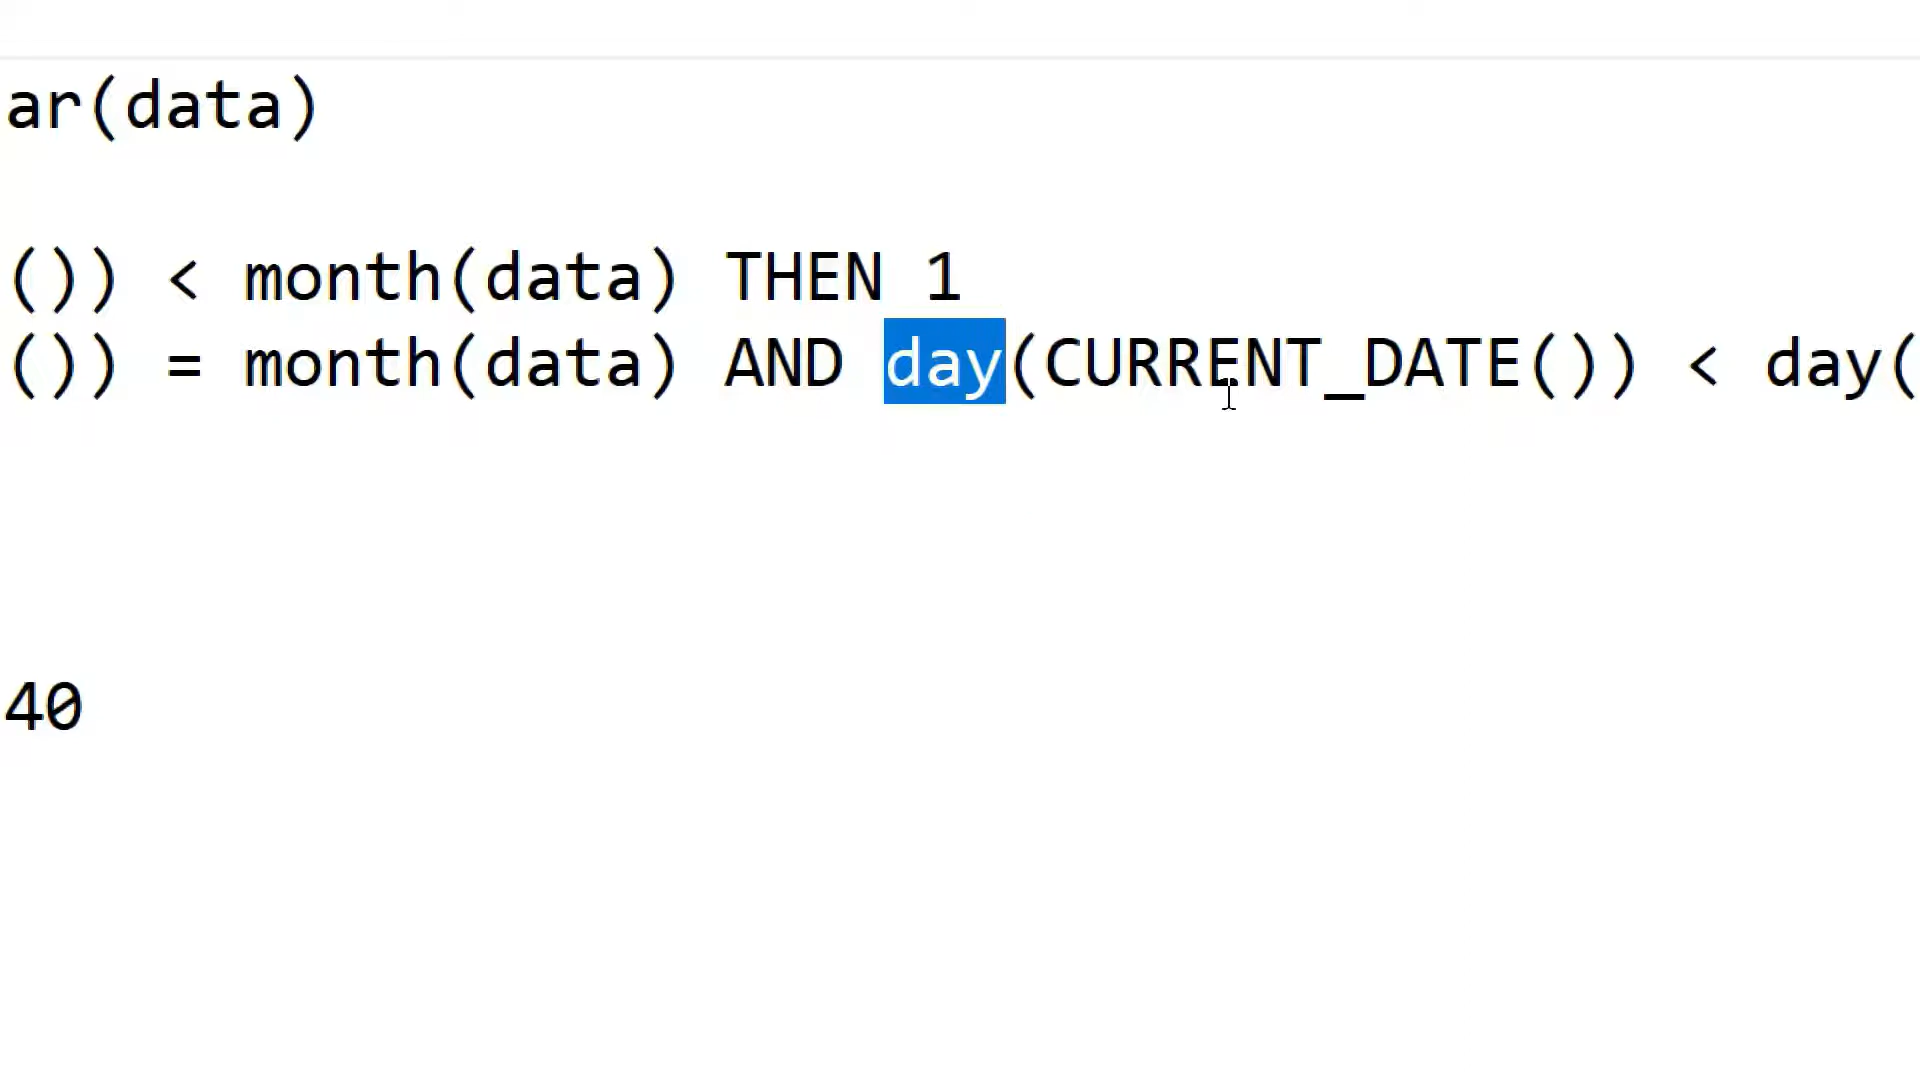 ar(data)
()) < month(data) THEN 1
()) = month(data) AND day(CURRENT_DATE()) < day(
40